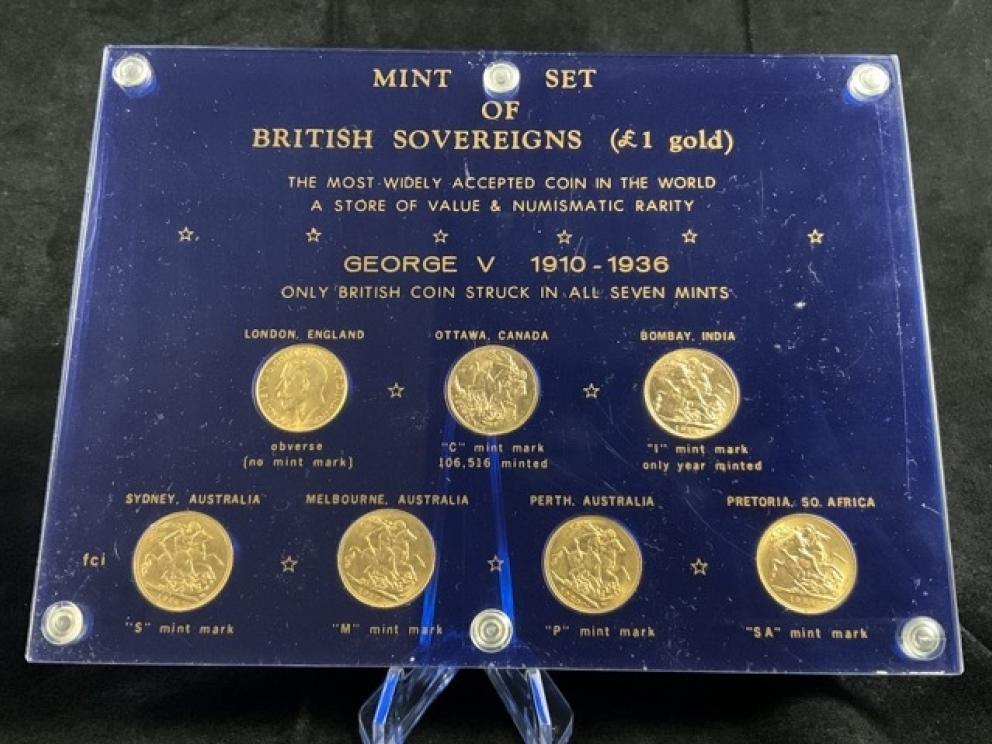 MINT SET
OF
BRITISH SOVEREIGNS (£1 gold)
THE MOST WIDELY ACCEPTED COIN IN THE WORLD
A STORE OF VALUE & NUMISMATIC RARITY
GEORGE V 1910-1936
ONLY BRITISH COIN STRUCK IN ALL SEVEN MINTS
LONDON, ENGLAND OTTAWA, CANADA BOMBAY, INDIA
obverse "C" mint mark "I" mint mark
(no mint mark) 106,516 minted only year minted
SYDNEY, AUSTRALIA MELBOURNE, AUSTRALIA PERTH, AUSTRALIA PRETORIA, SO. AFRICA
fci
"S" mint mark "M" mint mark "P" mint mark "SA" mint mark